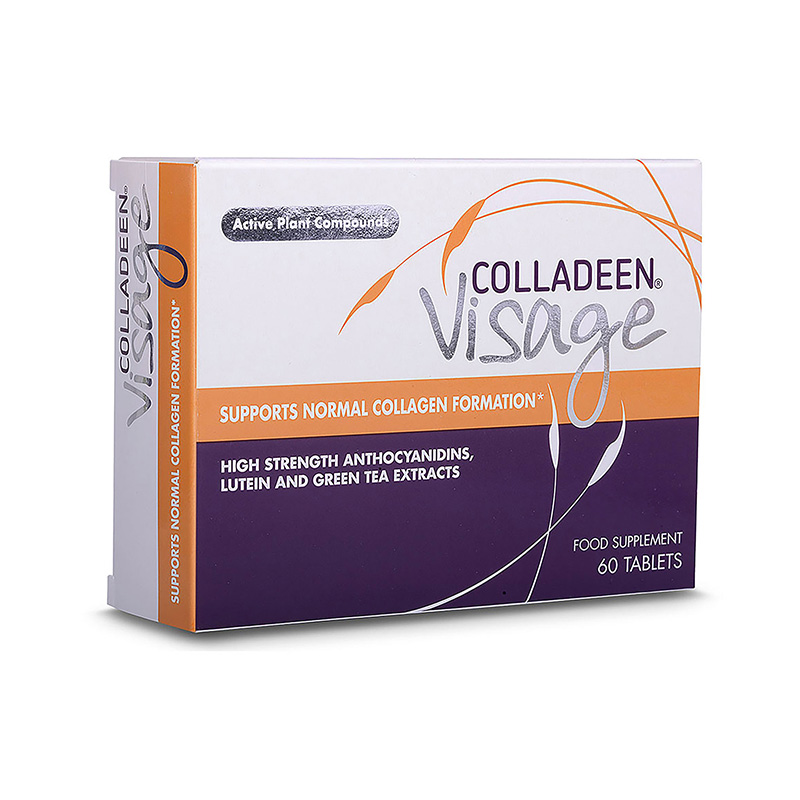 COLLADEEN®
Visage
SUPPORTS NORMAL COLLAGEN FORMATION*
Active Plant Compounds
COLLADEEN®
Visage
SUPPORTS NORMAL COLLAGEN FORMATION*
HIGH STRENGTH ANTHOCYANIDINS,
LUTEIN AND GREEN TEA EXTRACTS
FOOD SUPPLEMENT
60 TABLETS